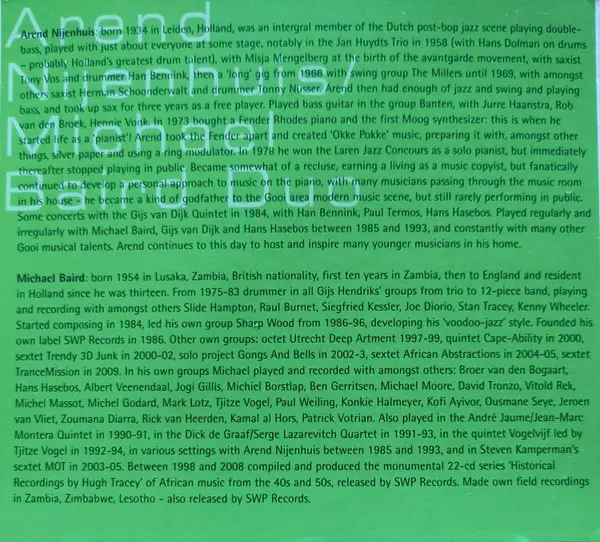 Arend
Nijenhuis/
Michael
Baird Duo
Arend Nijenhuis: born 1934 in Leiden, Holland, was an intergral member of the Dutch post-bop jazz scene playing double-
bass, played with just about everyone at some stage, notably in the Jan Huydts Trio in 1958 (with Hans Dolman on drums
- probably Holland's greatest drum talent), with Misja Mengelberg at the birth of the avantgarde movement, with saxist
Tony Vos and drummer Han Bennink, then a 'long' gig from 1966 with swing group The Millers until 1969, with amongst
others saxist Herman Schoonderwalt and drummer Tonny Nüsser. Arend then had enough of jazz and swing and playing
bass, and took up sax for three years as a free player. Played bass guitar in the group Banten, with Jurre Haanstra, Rob
van den Broek, Hennie Vonk. In 1973 bought a Fender Rhodes piano and the first Moog synthesizer: this is when he
started life as a 'pianist'! Arend took the Fender apart and created 'Okke Pokke' music, preparing it with, amongst other
things, silver paper and using a ring modulator. In 1978 he won the Laren Jazz Concours as a solo pianist, but immediately
thereafter stopped playing in public. Became somewhat of a recluse, earning a living as a music copyist, but fanatically
continued to develop a personal approach to music on the piano, with many musicians passing through the music room
in his house - he became a kind of godfather to the Gooi area modern music scene, but still rarely performing in public.
Some concerts with the Gijs van Dijk Quintet in 1984, with Han Bennink, Paul Termos, Hans Hasebos. Played regularly and
irregularly with Michael Baird, Gijs van Dijk and Hans Hasebos between 1985 and 1993, and constantly with many other
Gooi musical talents. Arend continues to this day to host and inspire many younger musicians in his home.
Michael Baird: born 1954 in Lusaka, Zambia, British nationality, first ten years in Zambia, then to England and resident
in Holland since he was thirteen. From 1975-83 drummer in all Gijs Hendriks' groups from trio to 12-piece band, playing
and recording with amongst others Slide Hampton, Raul Burnet, Siegfried Kessler, Joe Diorio, Stan Tracey, Kenny Wheeler.
Started composing in 1984, led his own group Sharp Wood from 1986-96, developing his 'voodoo-jazz' style. Founded his
own label SWP Records in 1986. Other own groups: octet Utrecht Deep Artment 1997-99, quintet Cape-Ability in 2000,
sextet Trendy 3D Junk in 2000-02, solo project Gongs And Bells in 2002-3, sextet African Abstractions in 2004-05, sextet
TranceMission in 2009. In his own groups Michael played and recorded with amongst others: Broer van den Bogaart,
Hans Hasebos, Albert Veenendaal, Jogi Gillis, Michiel Borstlap, Ben Gerritsen, Michael Moore, David Tronzo, Vitold Rek,
Michel Massot, Michel Godard, Mark Lotz, Tjitze Vogel, Paul Weiling, Konkie Halmeyer, Kofi Ayivor, Ousmane Seye, Jeroen
van Vliet, Zoumana Diarra, Rick van Heerden, Kamal al Hors, Patrick Votrian. Also played in the André Jaume/Jean-Marc
Montera Quintet in 1990-91, in the Dick de Graaf/Serge Lazarevitch Quartet in 1991-93, in the quintet Vogelvijf led by
Tjitze Vogel in 1992-94, in various settings with Arend Nijenhuis between 1985 and 1993, and in Steven Kamperman's
sextet MOT in 2003-05. Between 1998 and 2008 compiled and produced the monumental 22-cd series 'Historical
Recordings by Hugh Tracey' of African music from the 40s and 50s, released by SWP Records. Made own field recordings
in Zambia, Zimbabwe, Lesotho - also released by SWP Records.